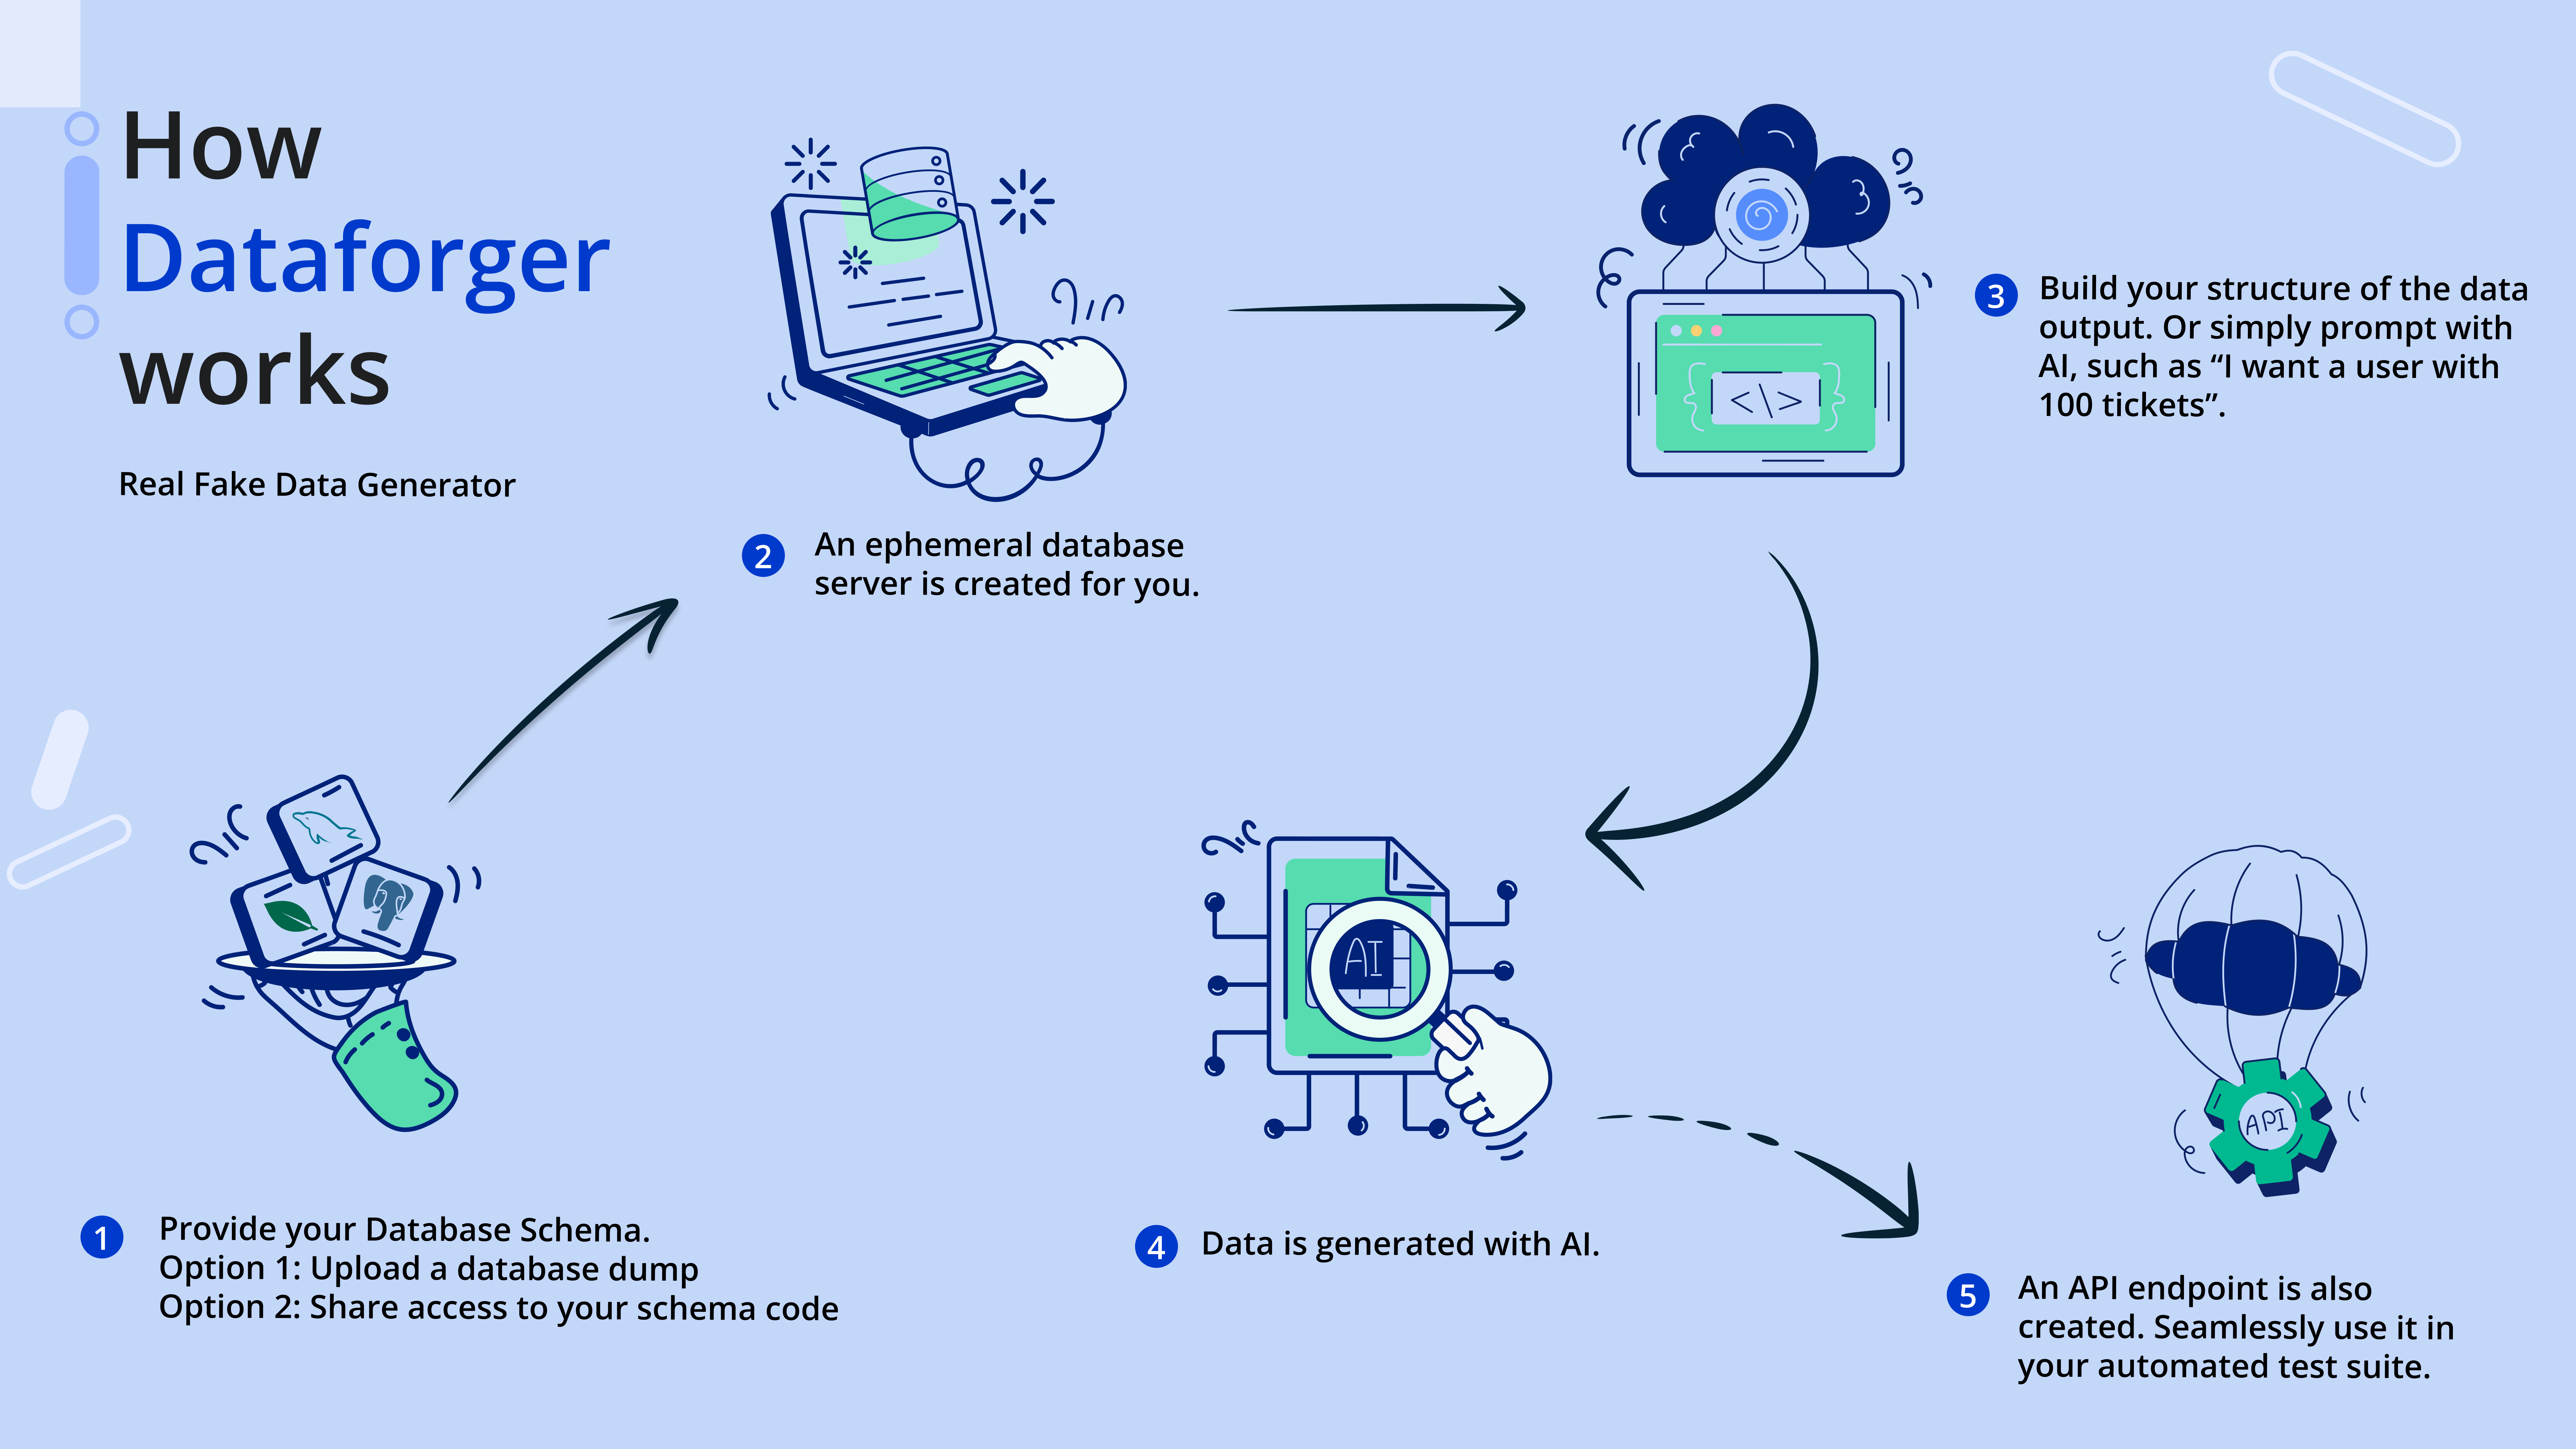 How
Dataforger
works
Real Fake Data Generator
1
Provide your Database Schema.
Option 1: Upload a database dump
Option 2: Share access to your schema code
2
An ephemeral database
server is created for you.
3
Build your structure of the data
output. Or simply prompt with
AI, such as “I want a user with
100 tickets”.
<\>
AI
4
Data is generated with AI.
API
5
An API endpoint is also
created. Seamlessly use it in
your automated test suite.